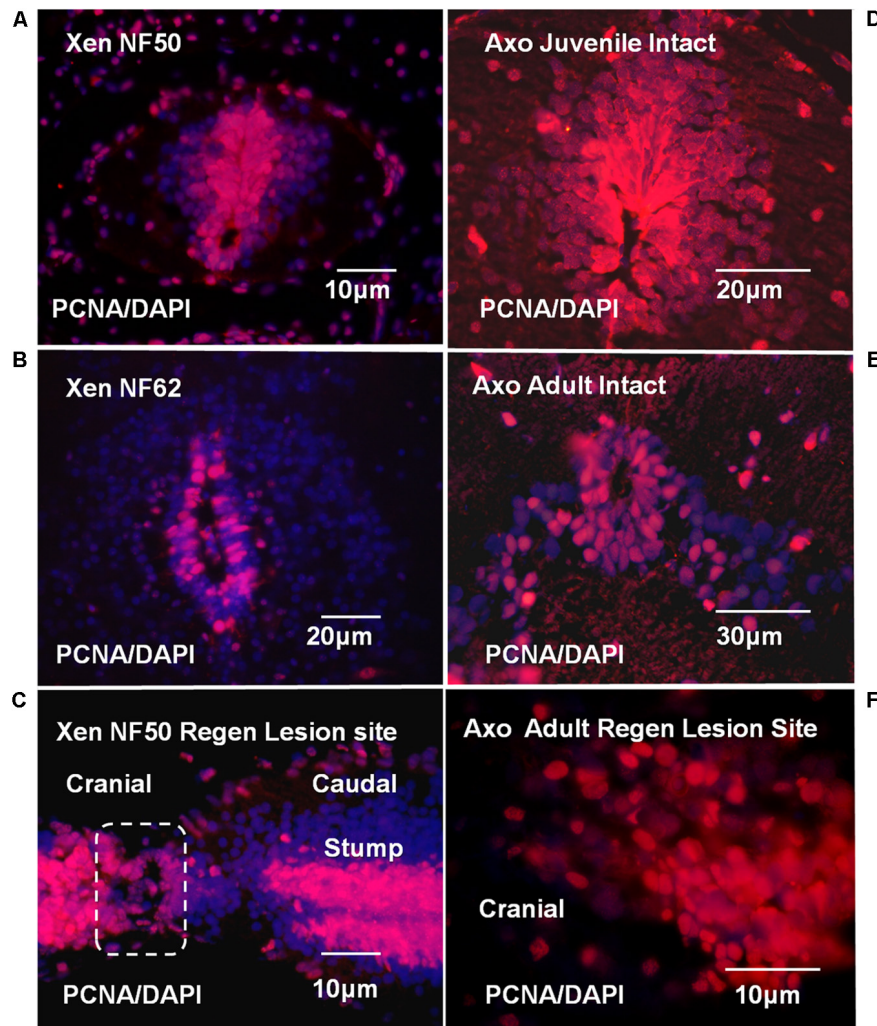 A
Xen NF50
10µm
PCNA/DAPI
D
Axo Juvenile Intact
20µm
PCNA/DAPI
B
Xen NF62
20µm
PCNA/DAPI
E
Axo Adult Intact
30µm
PCNA/DAPI
C
Xen NF50 Regen Lesion site
Cranial Caudal
Stump
10µm
PCNA/DAPI
F
Axo Adult Regen Lesion Site
Cranial
10µm
PCNA/DAPI